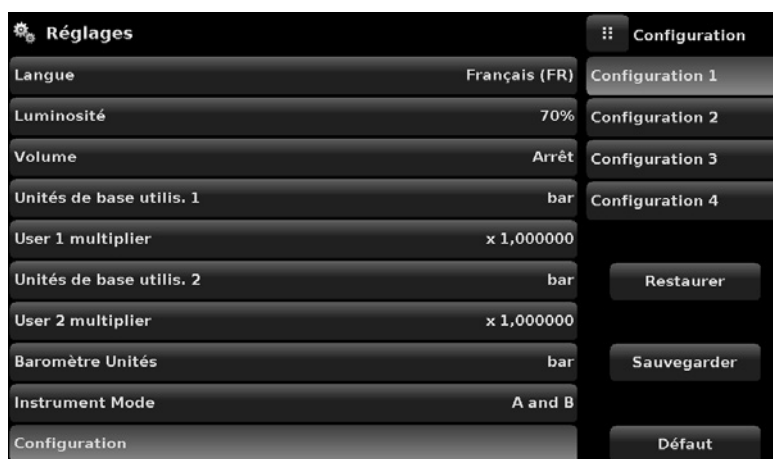 Réglages
Langue Français (FR)
Luminosité 70%
Volume Arrêt
Unités de base utilis. 1 bar
User 1 multiplier x 1,000000
Unités de base utilis. 2 bar
User 2 multiplier x 1,000000
Baromètre Unités bar
Instrument Mode A and B
Configuration
Configuration
Configuration 1
Configuration 2
Configuration 3
Configuration 4
Restaurer
Sauvegarder
Défaut